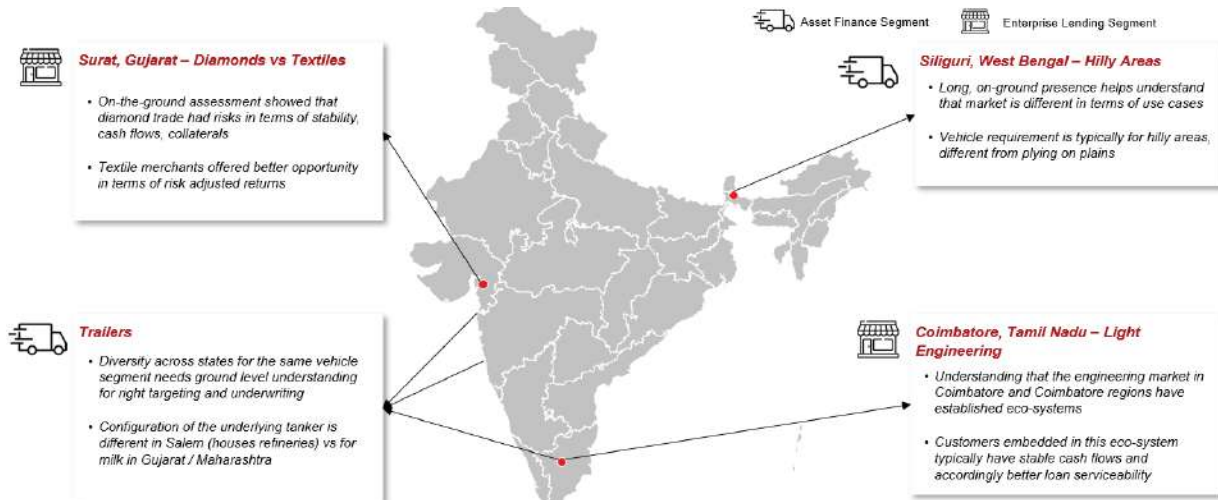 Asset Finance Segment
Enterprise Lending Segment
Surat, Gujarat – Diamonds vs Textiles
• On-the-ground assessment showed that
diamond trade had risks in terms of stability,
cash flows, collaterals
• Textile merchants offered better opportunity
in terms of risk adjusted returns
Siliguri, West Bengal – Hilly Areas
• Long, on-ground presence helps understand
that market is different in terms of use cases
• Vehicle requirement is typically for hilly areas,
different from plying on plains
Trailers
• Diversity across states for the same vehicle
segment needs ground level understanding
for right targeting and underwriting
• Configuration of the underlying tanker is
different in Salem (houses refineries) vs for
milk in Gujarat / Maharashtra
Coimbatore, Tamil Nadu – Light
Engineering
• Understanding that the engineering market in
Coimbatore and Coimbatore regions have
established eco-systems
• Customers embedded in this eco-system
typically have stable cash flows and
accordingly better loan serviceability